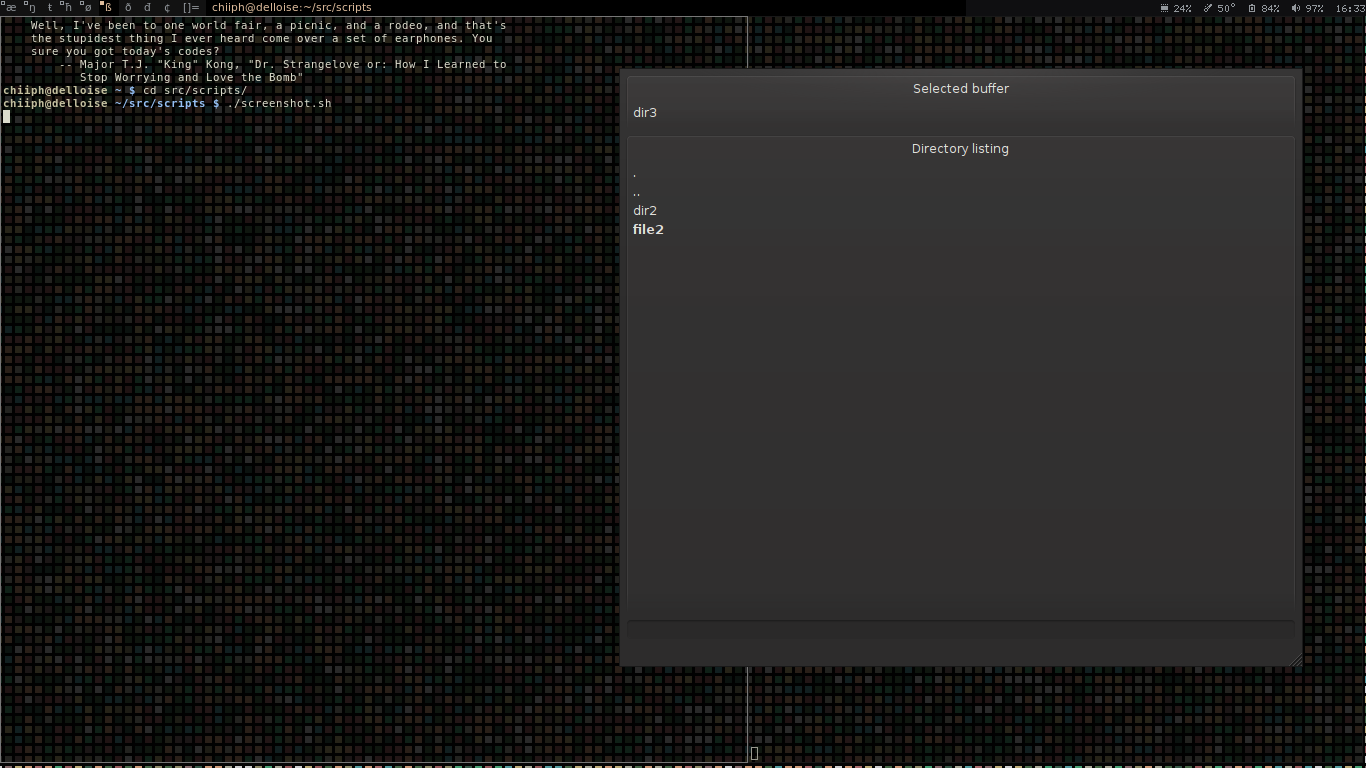 æ ŋ ŧ ħ ø ß ð đ ¢ []= chiiph@delloise:~/src/scripts 24% 50° 84% 97% 16:33
Well, I've been to one world fair, a picnic, and a rodeo, and that's
the stupidest thing I ever heard come over a set of earphones. You
sure you got today's codes?
-- Major T.J. "King" Kong, "Dr. Strangelove or: How I Learned to
Stop Worrying and Love the Bomb"
chiiph@delloise ~ $ cd src/scripts/
chiiph@delloise ~/src/scripts $ ./screenshot.sh
Selected buffer
dir3
Directory listing
.
..
dir2
file2